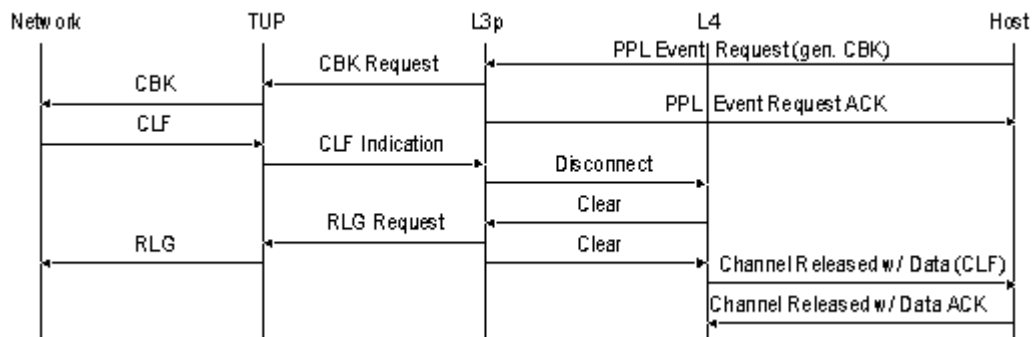 Network TUP L3p L4 Host
PPL Event Request (gen. CBK)
CBK Request
CBK
PPL Event Request ACK
CLF
CLF Indication
Disconnect
Clear
RLG Request
RLG
Clear
Channel Released w/ Data (CLF)
Channel Released w/ Data ACK